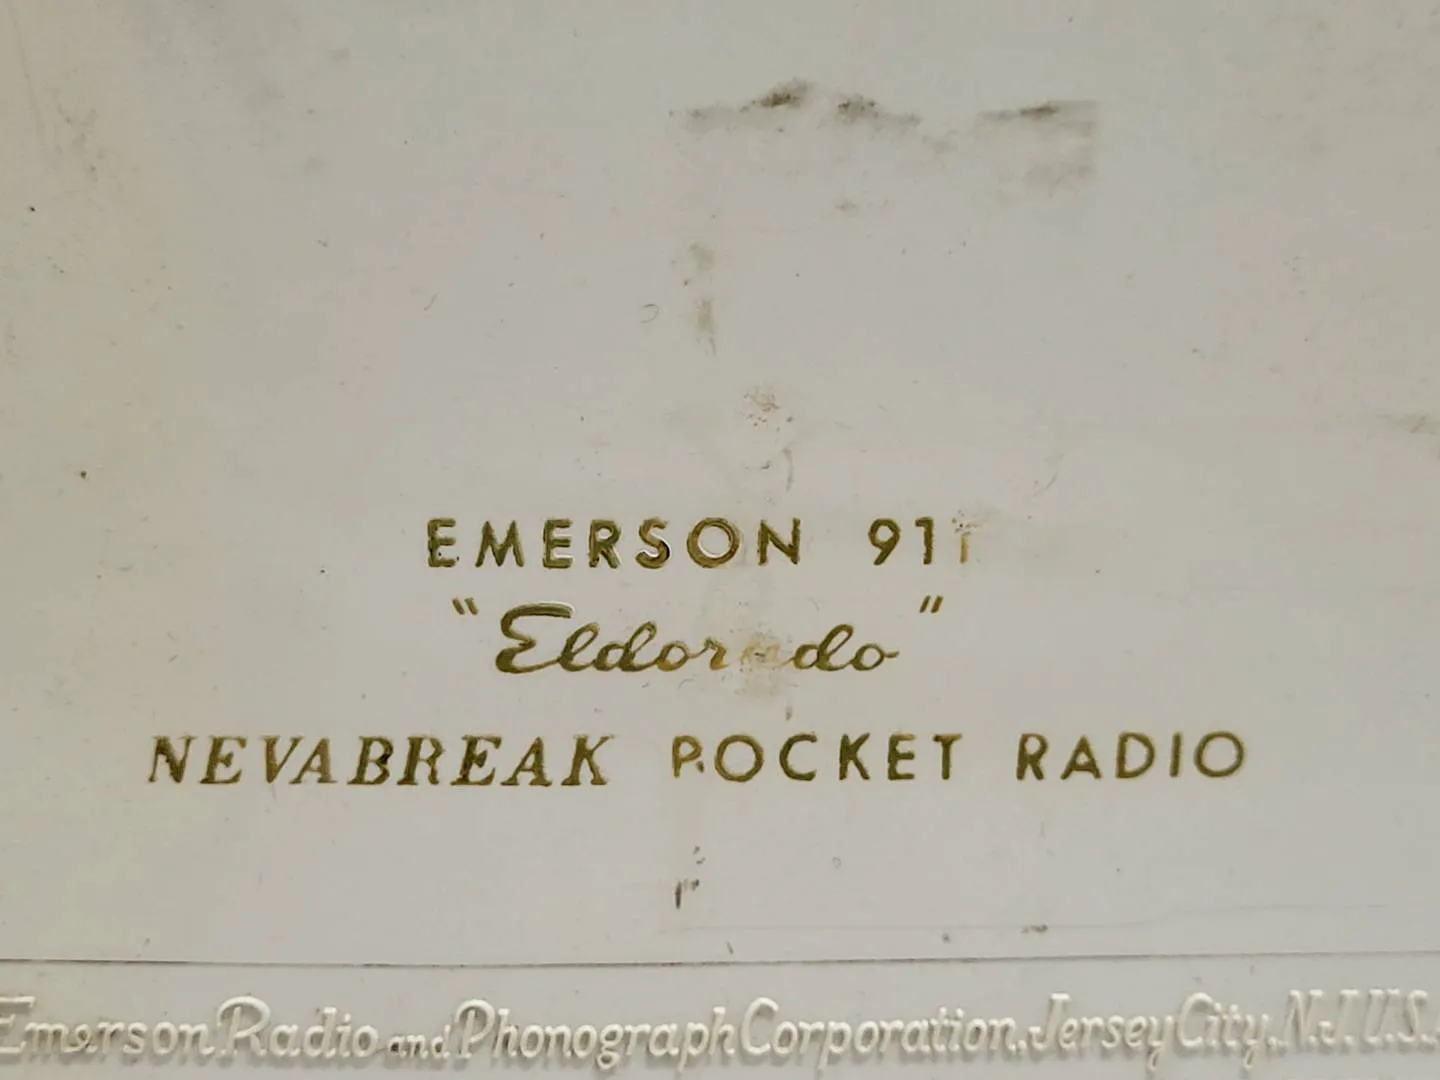 EMERSON 911
"Eldorado"
NEVABREAK POCKET RADIO
Emerson Radio and Phonograph Corporation, Jersey City, N.J. U.S.